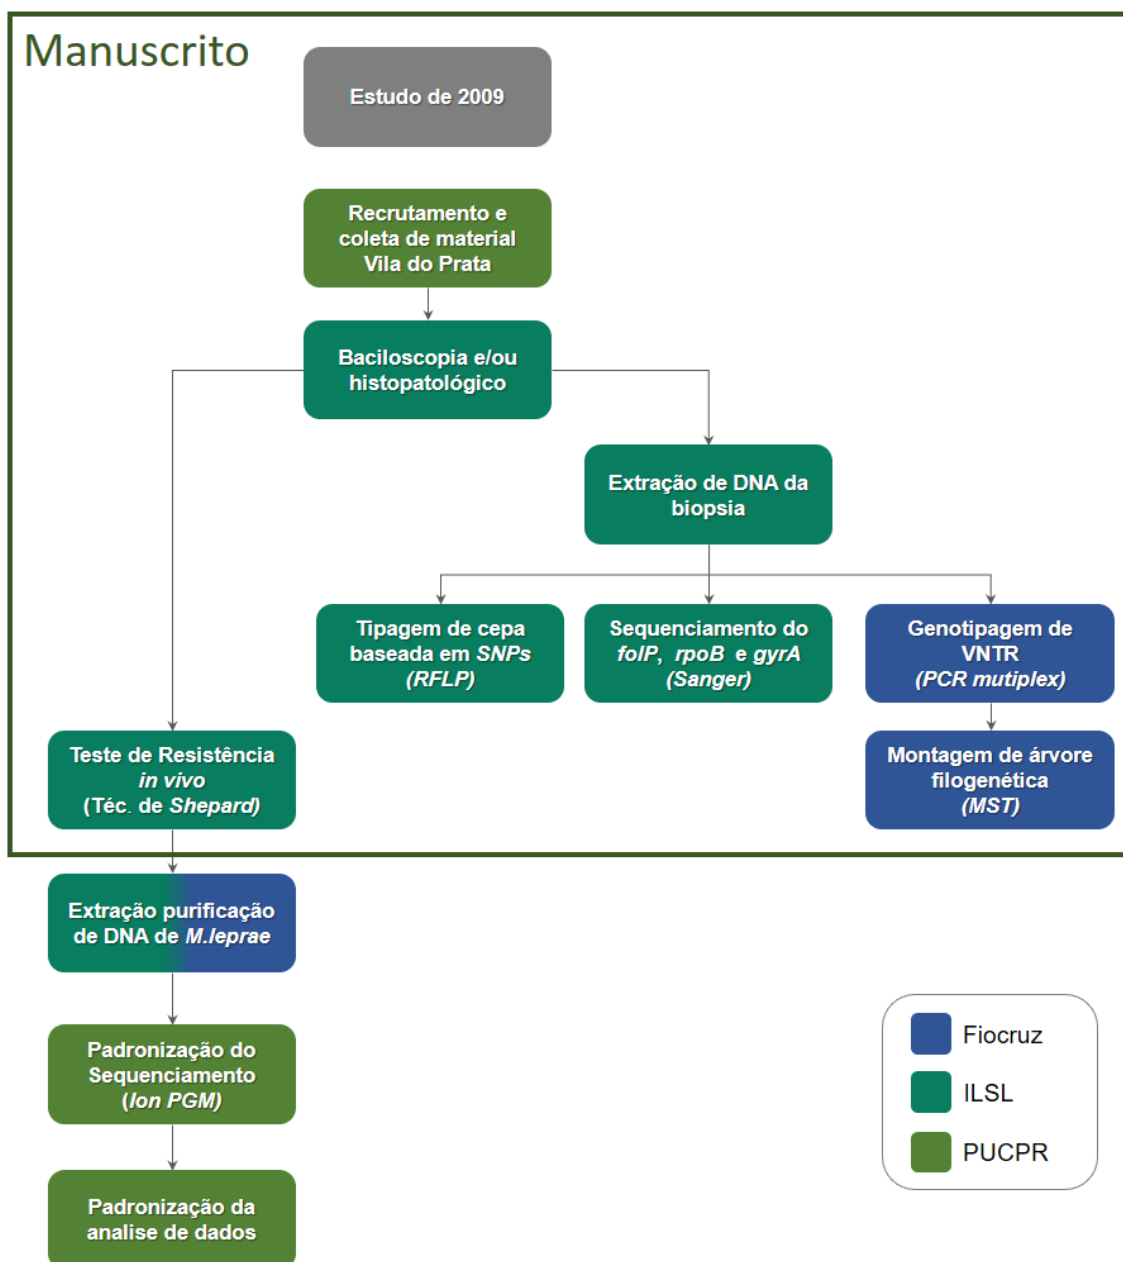 Manuscrito
Estudo de 2009
Recrutamento e
coleta de material
Vila do Prata
Baciloscopia e/ou
histopatológico
Extração de DNA da
biopsia
Tipagem de cepa
baseada em SNPs
(RFLP)
Sequenciamento do
folP, rpoB e gyrA
(Sanger)
Genotipagem de
VNTR
(PCR mutiplex)
Teste de Resistência
in vivo
(Téc. de Shepard)
Montagem de árvore
filogenética
(MST)
Extração purificação
de DNA de M.leprae
Padronização do
Sequenciamento
(Ion PGM)
Padronização da
analise de dados
Fiocruz
ILSL
PUCPR